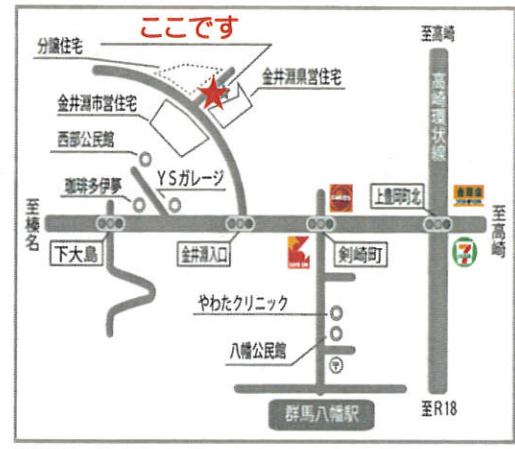 ここです
至高崎
分譲住宅
金井淵県営住宅
高崎環状線
金井淵市営住宅
西部公民館
YSガレージ
珈琲多伊夢
上豊岡町北
至榛名
至高崎
下大島
金井淵入口
剣崎町
やわたクリニック
八幡公民館
〒
群馬八幡駅
至R18